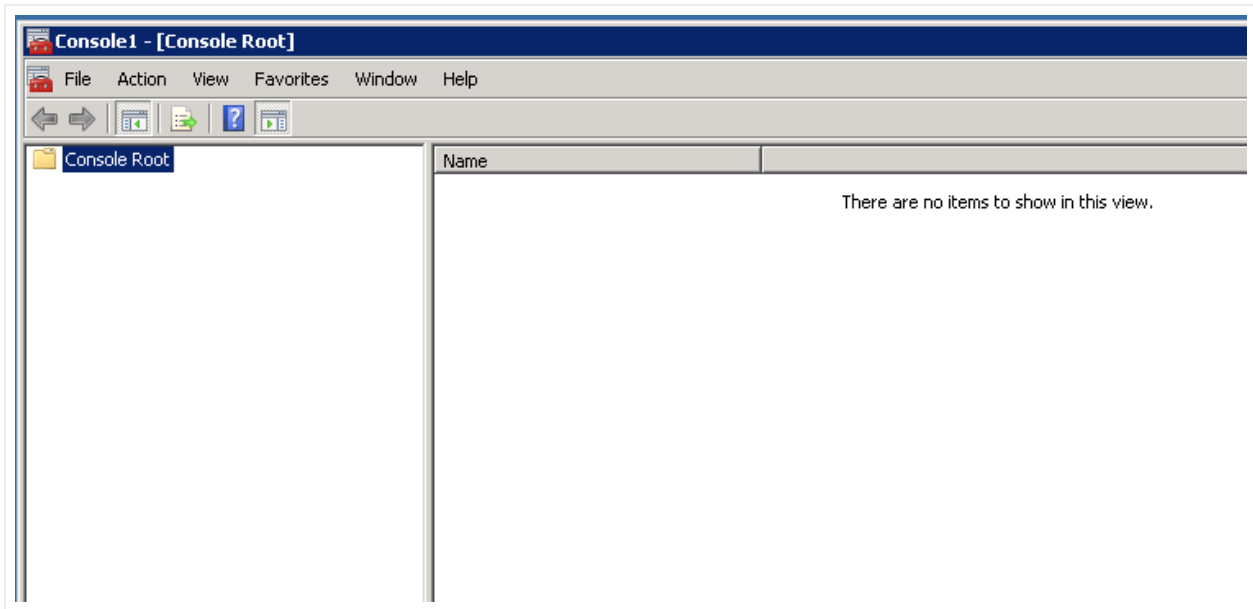 Console1 - [Console Root]
File Action View Favorites Window Help
?
Console Root
Name
There are no items to show in this view.